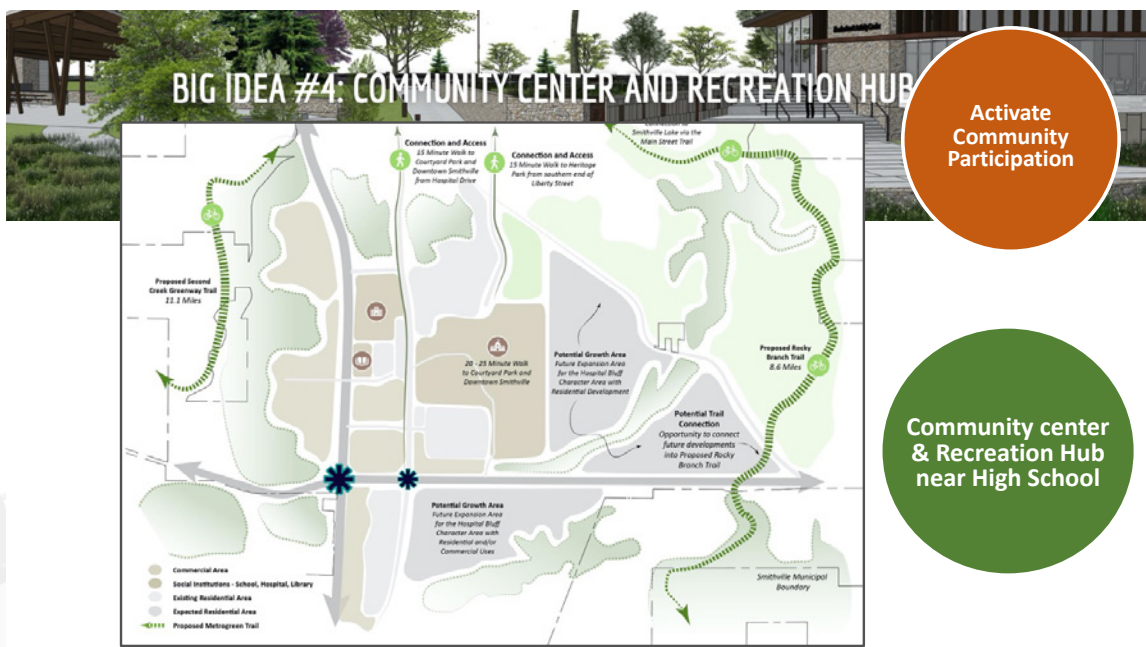 BIG IDEA #4: COMMUNITY CENTER AND RECREATION HUB
Activate
Community
Participation
Smithville Lake via the
Main Street Trail
Connection and Access
15 Minute Walk to
Courtyard Park and
Downtown Smithville
from Hospital Drive
Connection and Access
15 Minute Walk to Heritage
Park from southern end of
Liberty Street
Proposed Second
Creek Greenway Trail
11.1 Miles
20 - 25 Minute Walk
to Courtyard Park and
Downtown Smithville
Potential Growth Area
Future Expansion Area
for the Hospital Bluff
Character Area with
Residential Development
Proposed Rocky
Branch Trail
8.6 Miles
Potential Trail
Connection
Opportunity to connect
future developments
into Proposed Rocky
Branch Trail
Community center
& Recreation Hub
near High School
Potential Growth Area
Future Expansion Area
for the Hospital Bluff
Character Area with
Residential and/or
Commercial Uses
Commercial Area
Social Institutions - School, Hospital, Library
Existing Residential Area
Expected Residential Area
Proposed Metrogreen Trail
Smithville Municipal
Boundary